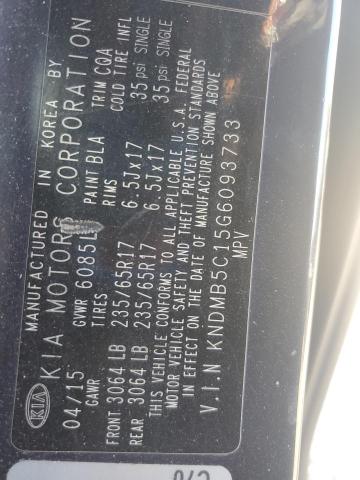 KIA MANUFACTURED IN KOREA BY
KIA MOTORS CORPORATION
04/15 GVWR 6085LB PAINT BLA TRIM CQA
GAWR TIRES RIMS COLD TIRE INFL
FRONT 3064 LB 235/65R17 6.5Jx17 35 psi SINGLE
REAR 3064 LB 235/65R17 6.5Jx17 35 psi SINGLE
THIS VEHICLE CONFORMS TO ALL APPLICABLE U.S.A. FEDERAL
MOTOR VEHICLE SAFETY AND THEFT PREVENTION STANDARDS
IN EFFECT ON THE DATE OF MANUFACTURE SHOWN ABOVE
V.I.N KNDMB5C15G6093733
MPV